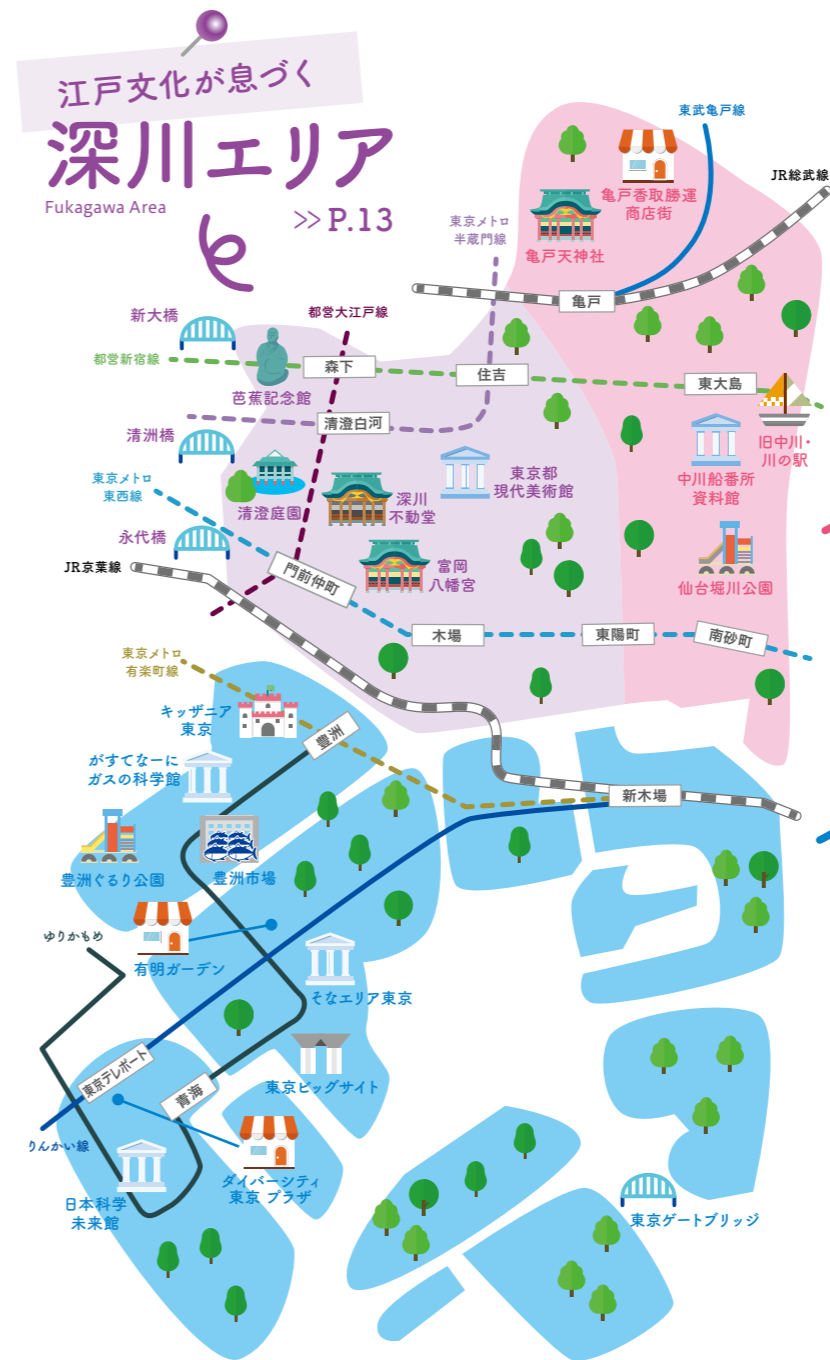 江戸文化が息づく
深川エリア
Fukagawa Area
>> P.13
東武亀戸線
JR総武線
亀戸香取勝運
商店街
亀戸天神社
東京メトロ
半蔵門線
亀戸
新大橋
都営大江戸線
都営新宿線
森下
住吉
東大島
芭蕉記念館
清澄白河
清洲橋
旧中川・
川の駅
中川船番所
資料館
東京都
現代美術館
東京メトロ
東西線
清澄庭園
深川
不動堂
永代橋
富岡
八幡宮
JR京葉線
門前仲町
仙台堀川公園
木場
東陽町
南砂町
東京メトロ
有楽町線
キッザニア
東京
豊洲
がすてなーに
ガスの科学館
新木場
豊洲ぐるり公園
豊洲市場
ゆりかもめ
有明ガーデン
そなエリア東京
東京テレポート
青海
東京ビッグサイト
りんかい線
ダイバーシティ
東京 プラザ
日本科学
未来館
東京ゲートブリッジ